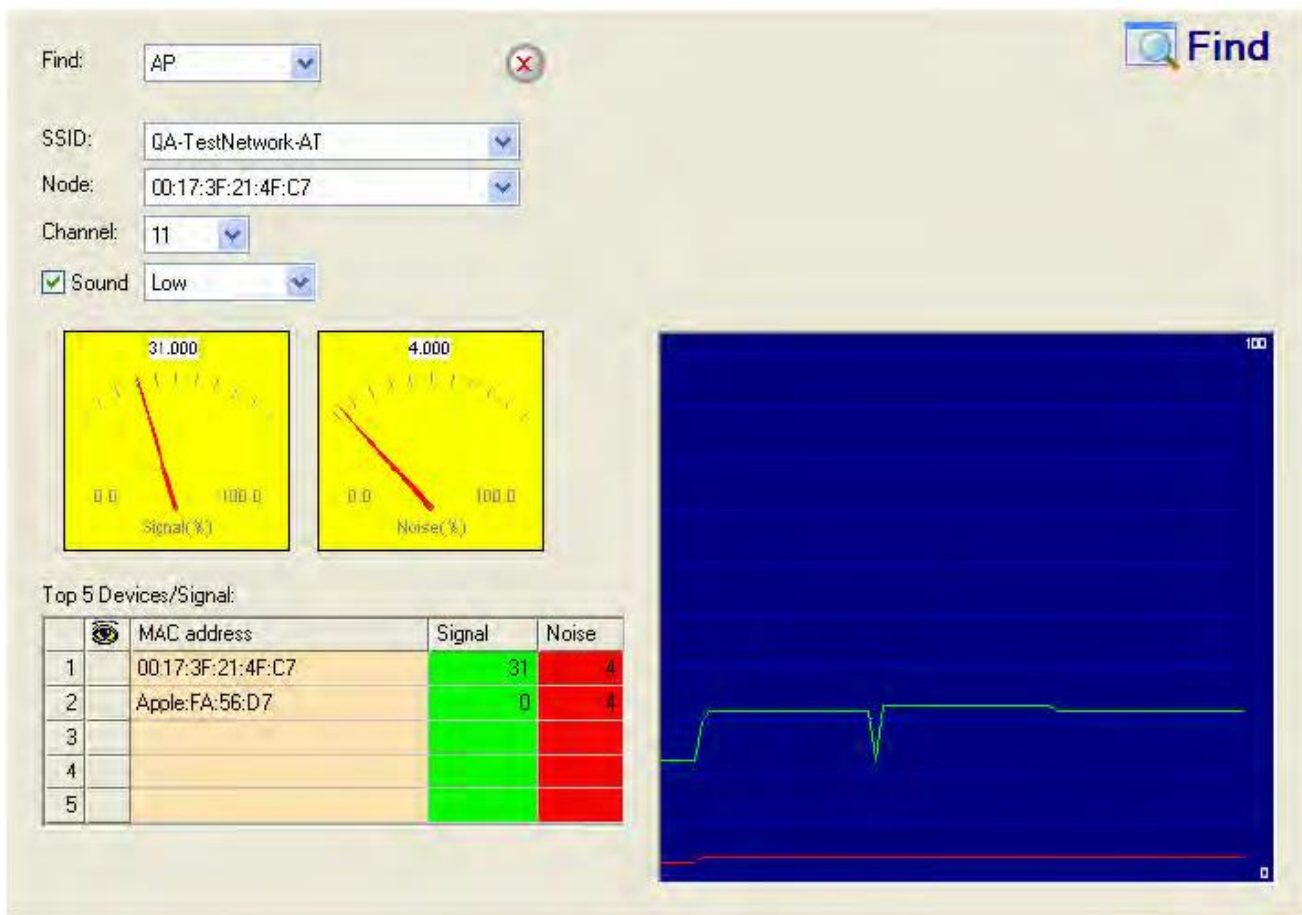 Find
Find: AP
SSID: QA-TestNetwork-AT
Node: 00:17:3F:21:4F:C7
Channel: 11
Sound Low
31.000
0.0 100.0
Signal(%)
4.000
0.0 100.0
Noise(%)
100
0
Top 5 Devices/Signal:
MAC address Signal Noise
1 00:17:3F:21:4F:C7 31 4
2 Apple:FA:56:D7 0 4
3
4
5